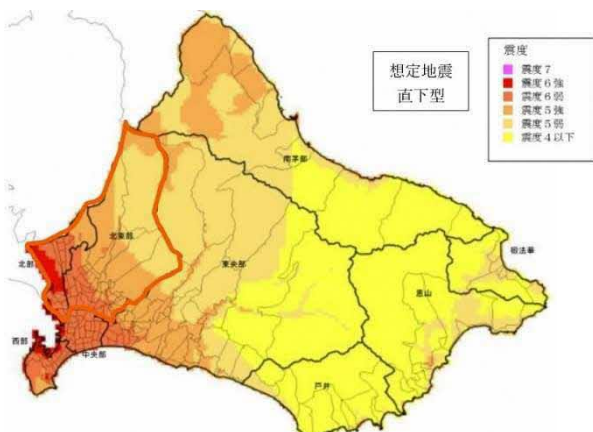 想定地震
直下型
震度
震度7
震度6強
震度6弱
震度5強
震度5弱
震度4以下
南茅部
北東部
北部
東央部
椴法華
恵山
西部
中央部
戸井